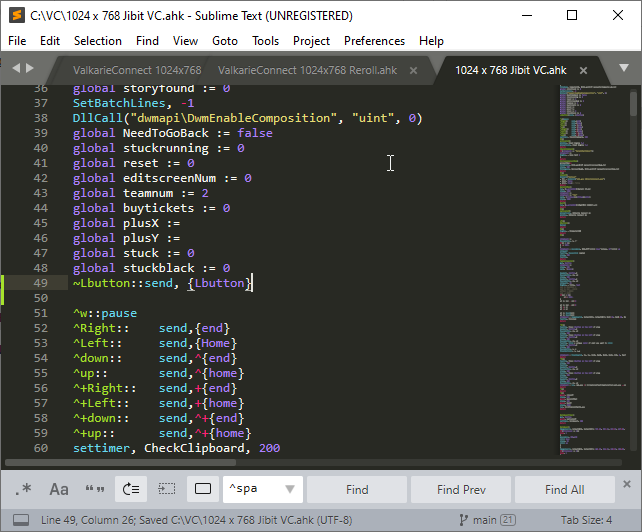 C:\VC\1024 x 768 Jibit VC.ahk - Sublime Text (UNREGISTERED)
File Edit Selection Find View Goto Tools Project Preferences Help
ValkarieConnect 1024x768 ValkarieConnect 1024x768 Reroll.ahk 1024 x 768 Jibit VC.ahk
36 global storyfound := 0
37 SetBatchLines, -1
38 DllCall("dwmapi\DwmEnableComposition", "uint", 0)
39 global NeedToGoBack := false
40 global stuckrunning := 0
41 global reset := 0
42 global editscreenNum := 0
43 global teamnum := 2
44 global buytickets := 0
45 global plusX :=
46 global plusY :=
47 global stuck := 0
48 global stuckblack := 0
49 ~Lbutton::send, {Lbutton}
50
51 ^w::pause
52 ^Right:: send,{end}
53 ^Left:: send,{Home}
54 ^down:: send,^{end}
55 ^up:: send,^{home}
56 ^+Right:: send,+{end}
57 ^+Left:: send,+{home}
58 ^+down:: send,^+{end}
59 ^+up:: send,^+{home}
60 settimer, CheckClipboard, 200
.* Aa “” ^spa Find Find Prev Find All
Line 49, Column 26; Saved C:\VC\1024 x 768 Jibit VC.ahk (UTF-8) main 21 Tab Size: 4